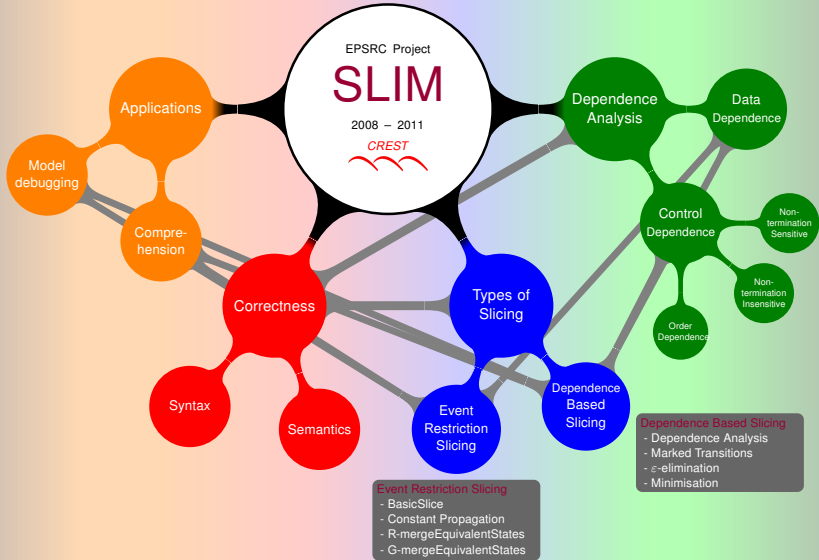 EPSRC Project
SLIM
2008 – 2011
CREST
Applications
Model
debugging
Compre-
hension
Correctness
Syntax
Semantics
Types of
Slicing
Event
Restriction
Slicing
Dependence
Based
Slicing
Dependence
Analysis
Data
Dependence
Control
Dependence
Non-
termination
Sensitive
Non-
termination
Insensitive
Order
Dependence
Event Restriction Slicing
- BasicSlice
- Constant Propagation
- R-mergeEquivalentStates
- G-mergeEquivalentStates
Dependence Based Slicing
- Dependence Analysis
- Marked Transitions
- ε-elimination
- Minimisation